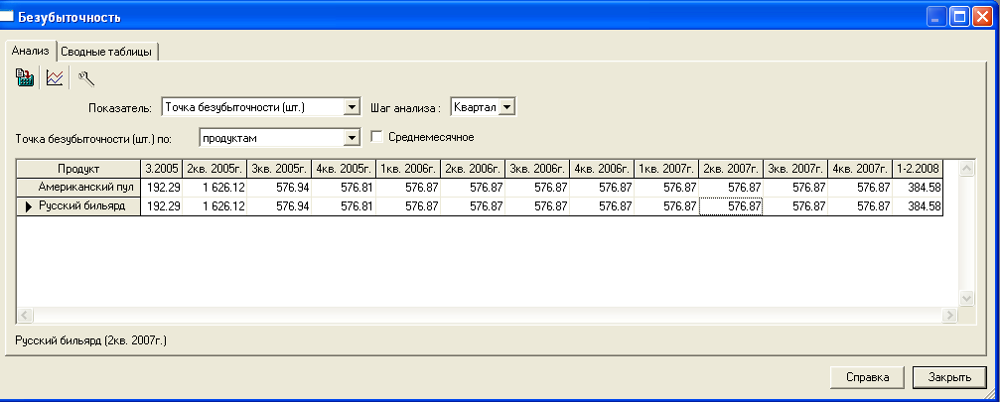 Безубыточность
Анализ Сводные таблицы
Показатель: Точка безубыточности (шт.) Шаг анализа : Квартал
Точка безубыточности (шт.) по: продуктам Среднемесячное
Продукт 3.2005 2кв. 2005г. 3кв. 2005г. 4кв. 2005г. 1кв. 2006г. 2кв. 2006г. 3кв. 2006г. 4кв. 2006г. 1кв. 2007г. 2кв. 2007г. 3кв. 2007г. 4кв. 2007г. 1-2.2008
Американский пул 192.29 1 626.12 576.94 576.81 576.87 576.87 576.87 576.87 576.87 576.87 576.87 576.87 384.58
Русский бильярд 192.29 1 626.12 576.94 576.81 576.87 576.87 576.87 576.87 576.87 576.87 576.87 576.87 384.58
Русский бильярд (2кв. 2007г.)
Справка Закрыть